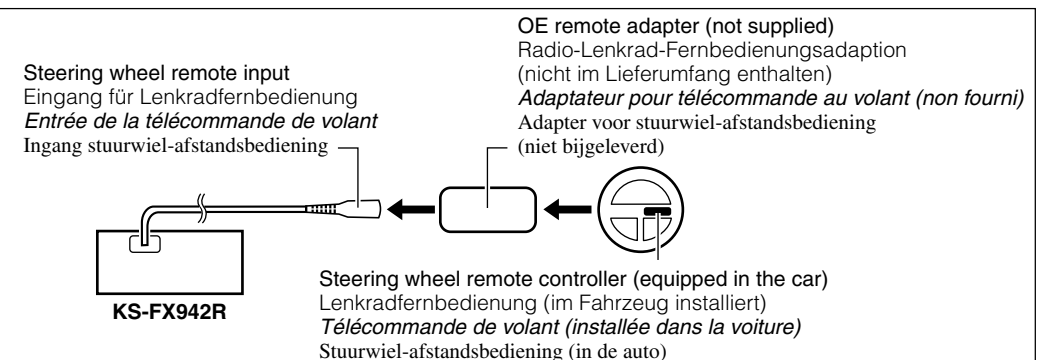 OE remote adapter (not supplied)
Radio-Lenkrad-Fernbedienungsadaption
(nicht im Lieferumfang enthalten)
Adaptateur pour télécommande au volant (non fourni)
Adapter voor stuurwiel-afstandsbediening
(niet bijgeleverd)
Steering wheel remote input
Eingang für Lenkradfernbedienung
Entrée de la télécommande de volant
Ingang stuurwiel-afstandsbediening
KS-FX942R
Steering wheel remote controller (equipped in the car)
Lenkradfernbedienung (im Fahrzeug installiert)
Télécommande de volant (installée dans la voiture)
Stuurwiel-afstandsbediening (in de auto)